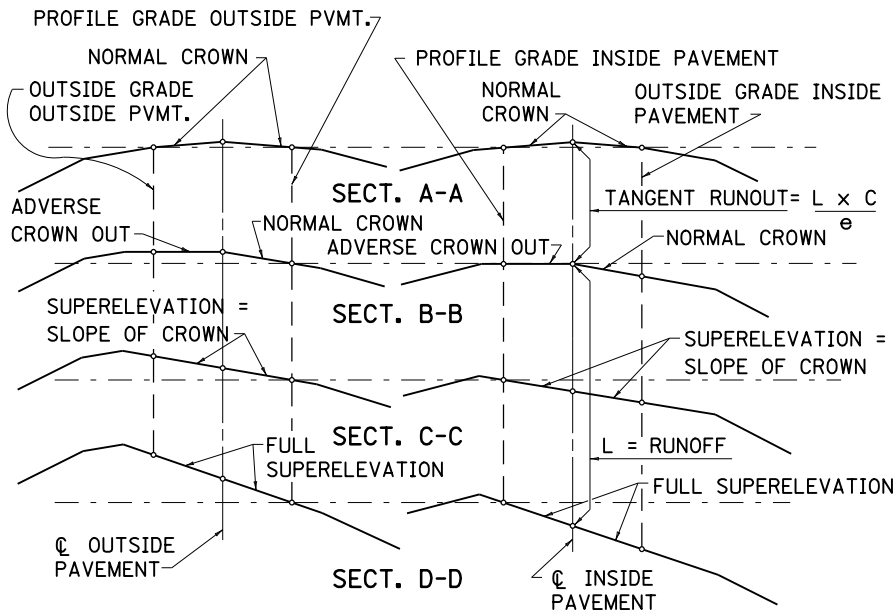 PROFILE GRADE OUTSIDE PVMT.
NORMAL CROWN
OUTSIDE GRADE
OUTSIDE PVMT.
PROFILE GRADE INSIDE PAVEMENT
NORMAL
CROWN
OUTSIDE GRADE INSIDE
PAVEMENT
SECT. A-A
TANGENT RUNOUT= L x C
e
ADVERSE
CROWN OUT
NORMAL CROWN
ADVERSE CROWN OUT
NORMAL CROWN
SECT. B-B
SUPERELEVATION =
SLOPE OF CROWN
SUPERELEVATION =
SLOPE OF CROWN
SECT. C-C
FULL
SUPERELEVATION
L = RUNOFF
FULL SUPERELEVATION
℄ OUTSIDE
PAVEMENT
SECT. D-D
℄ INSIDE
PAVEMENT